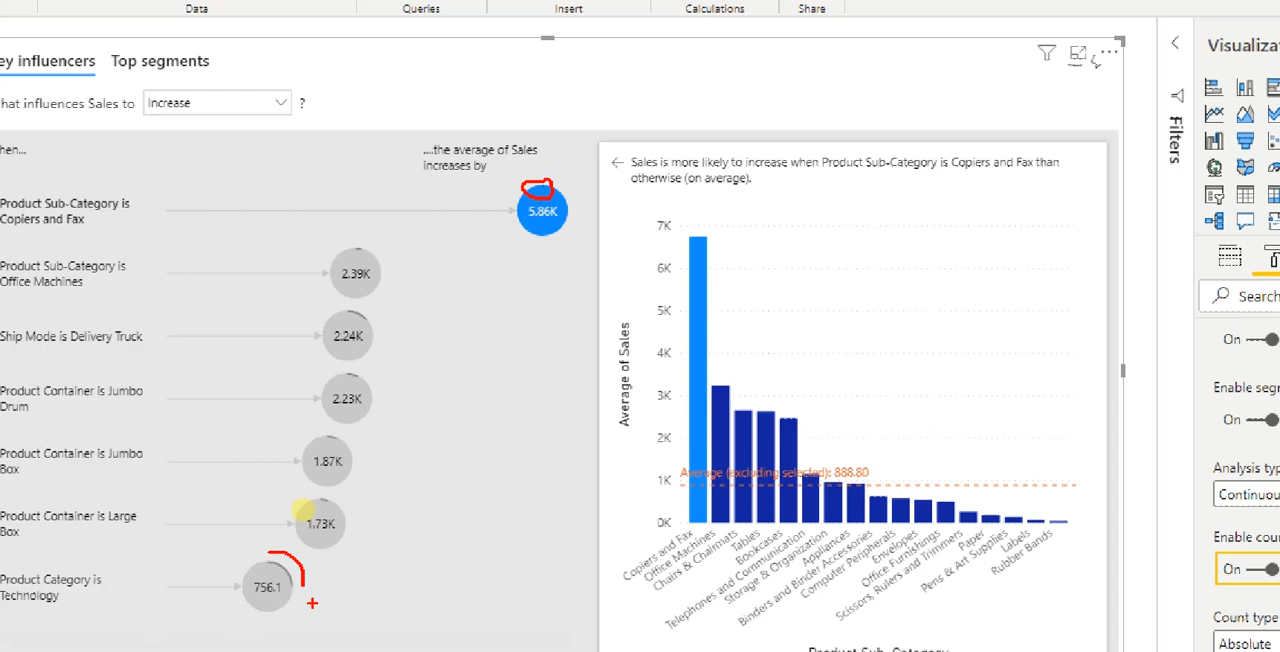 Data Queries Insert Calculations Share
ey influencers Top segments
hat influences Sales to Increase ?
hen...
....the average of Sales
increases by
Product Sub-Category is
Copiers and Fax
5.86K
Product Sub-Category is
Office Machines
2.39K
Ship Mode is Delivery Truck
2.24K
Product Container is Jumbo
Drum
2.23K
Product Container is Jumbo
Box
1.87K
Product Container is Large
Box
1.73K
Product Category is
Technology
756.1
Sales is more likely to increase when Product Sub-Category is Copiers and Fax than
otherwise (on average).
Average of Sales
7K
6K
5K
4K
3K
2K
1K
0K
Average (excluding selected): 888.80
Copiers and Fax
Office Machines
Chairs & Chairmats
Tables
Bookcases
Telephones and Communication
Storage & Organization
Appliances
Binders and Binder Accessories
Computer Peripherals
Envelopes
Office Furnishings
Scissors, Rulers and Trimmers
Paper
Pens & Art Supplies
Labels
Rubber Bands
Product Sub-Category
Filters
Visualizat
Search
On
Enable seg
On
Analysis typ
Continuou
Enable cou
On
Count type
Absolute